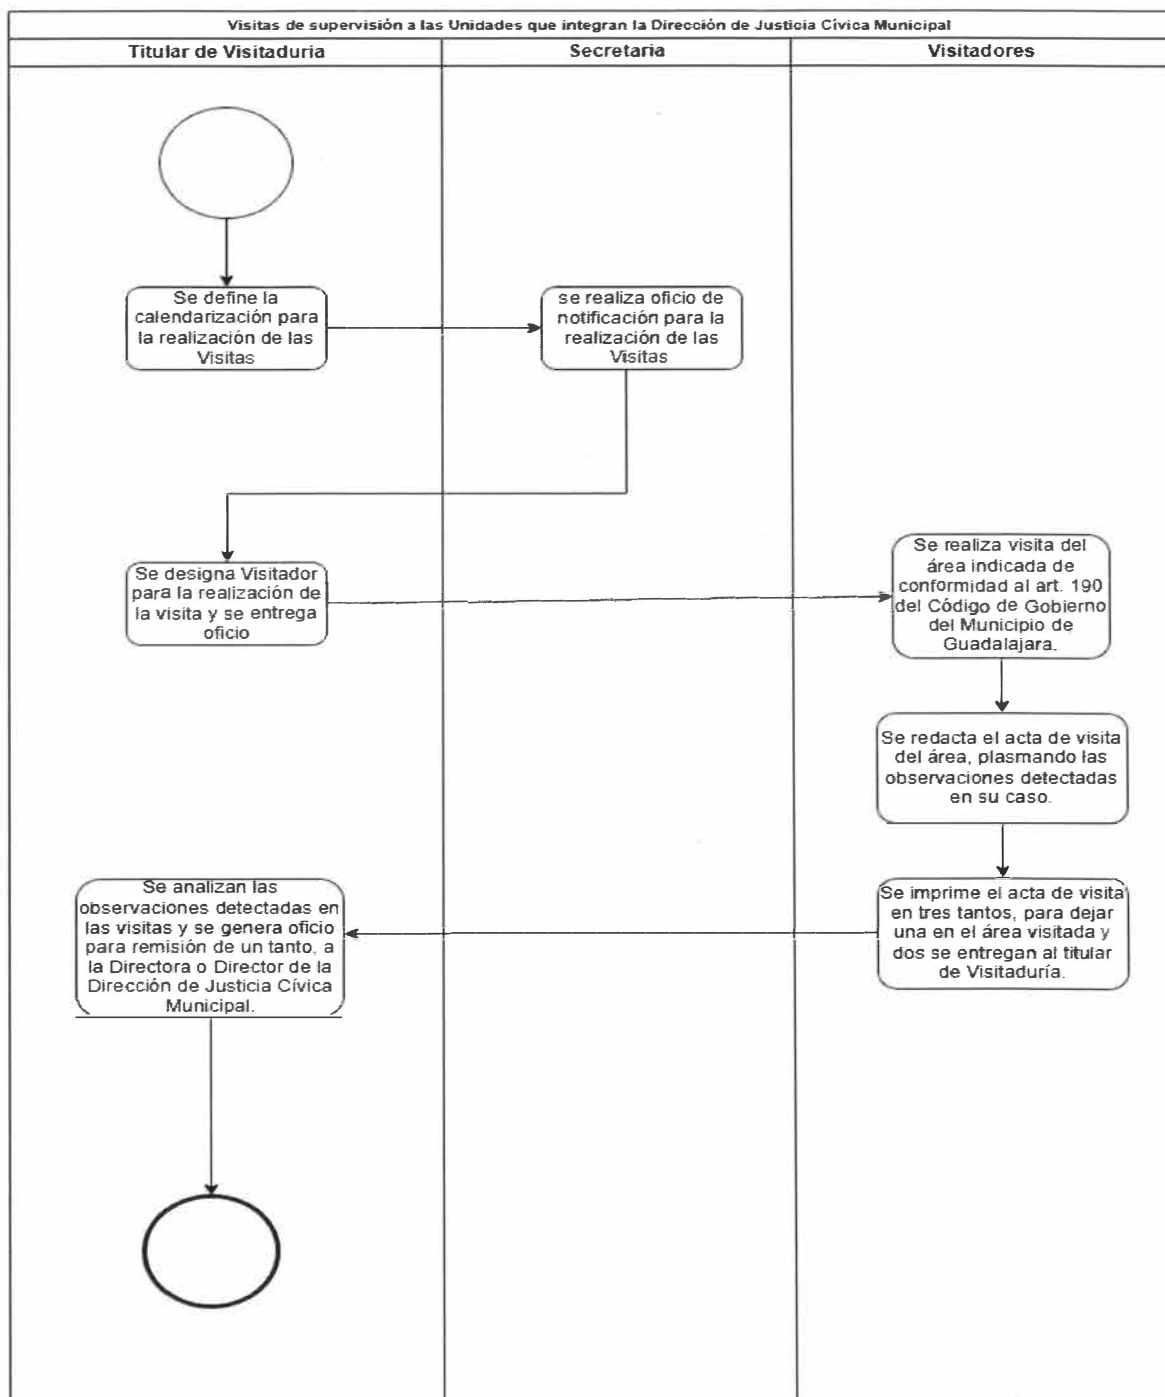 Visitas de supervisión a las Unidades que integran la Dirección de Justicia Cívica Municipal
Titular de Visitaduria
Secretaria
Visitadores
Se define la
calendarización para
la realización de las
Visitas
se realiza oficio de
notificación para la
realización de las
Visitas
Se designa Visitador
para la realización de
la visita y se entrega
oficio
Se realiza visita del
área indicada de
conformidad al art. 190
del Código de Gobierno
del Municipio de
Guadalajara.
Se redacta el acta de visita
del área, plasmando las
observaciones detectadas
en su caso.
Se imprime el acta de visita
en tres tantos, para dejar
una en el área visitada y
dos se entregan al titular
de Visitaduría.
Se analizan las
observaciones detectadas en
las visitas y se genera oficio
para remisión de un tanto, a
la Directora o Director de la
Dirección de Justicia Cívica
Municipal.